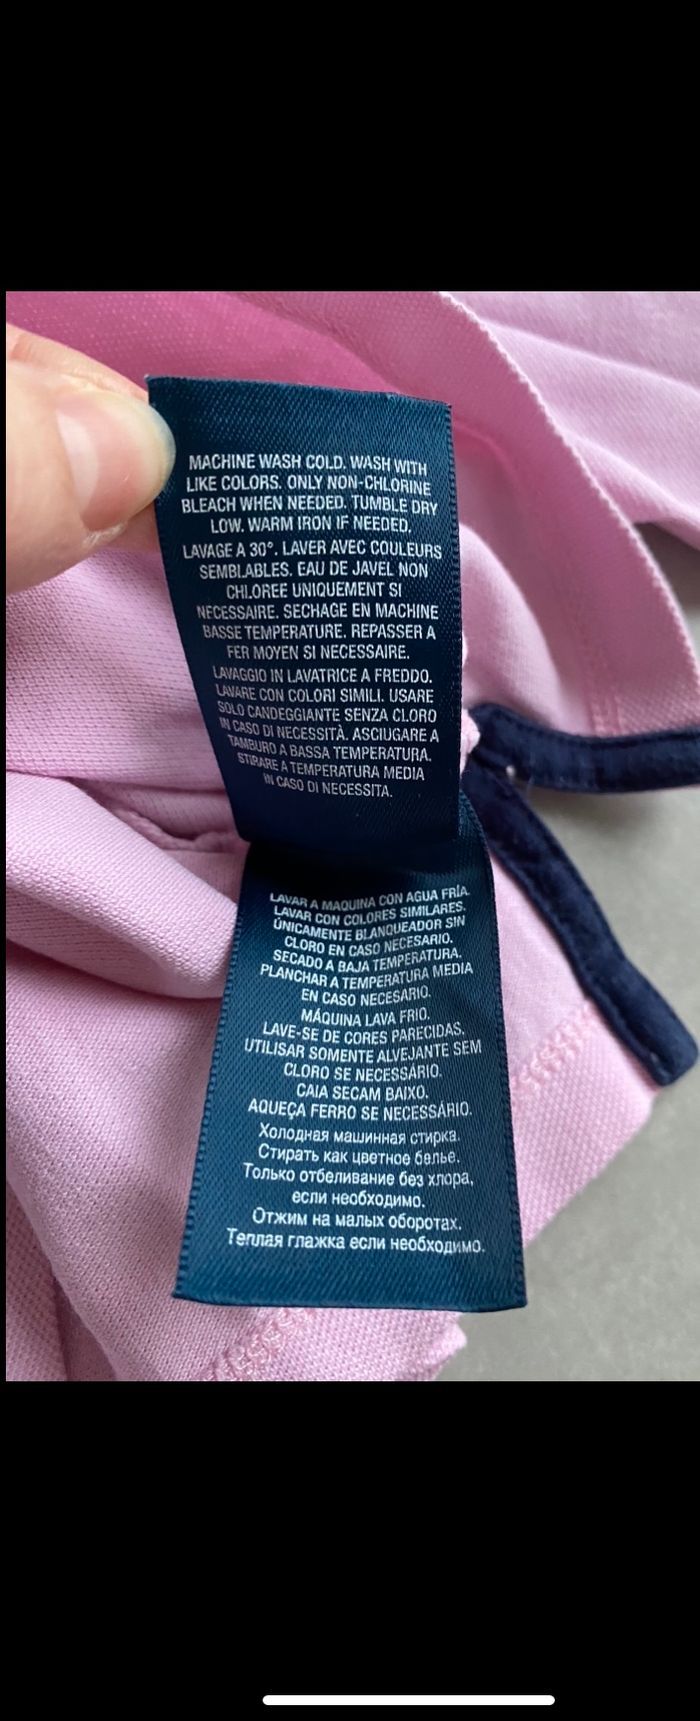 MACHINE WASH COLD. WASH WITH
LIKE COLORS. ONLY NON-CHLORINE
BLEACH WHEN NEEDED. TUMBLE DRY
LOW. WARM IRON IF NEEDED.
LAVAGE A 30°. LAVER AVEC COULEURS
SEMBLABLES. EAU DE JAVEL NON
CHLOREE UNIQUEMENT SI
NECESSAIRE. SECHAGE EN MACHINE
BASSE TEMPERATURE. REPASSER A
FER MOYEN SI NECESSAIRE.
LAVAGGIO IN LAVATRICE A FREDDO.
LAVARE CON COLORI SIMILI. USARE
SOLO CANDEGGIANTE SENZA CLORO
IN CASO DI NECESSITÀ. ASCIUGARE A
TAMBURO A BASSA TEMPERATURA.
STIRARE A TEMPERATURA MEDIA
IN CASO DI NECESSITA.
LAVAR A MAQUINA CON AGUA FRÍA.
LAVAR CON COLORES SIMILARES.
ÚNICAMENTE BLANQUEADOR SIN
CLORO EN CASO NECESARIO.
SECADO A BAJA TEMPERATURA.
PLANCHAR A TEMPERATURA MEDIA
EN CASO NECESARIO.
MÁQUINA LAVA FRIO.
LAVE-SE DE CORES PARECIDAS.
UTILISAR SOMENTE ALVEJANTE SEM
CLORO SE NECESSÁRIO.
CAIA SECAM BAIXO.
AQUEÇA FERRO SE NECESSÁRIO.
Холодная машинная стирка.
Стирать как цветное белье.
Только отбеливание без хлора,
если необходимо.
Отжим на малых оборотах.
Теплая глажка если необходимо.